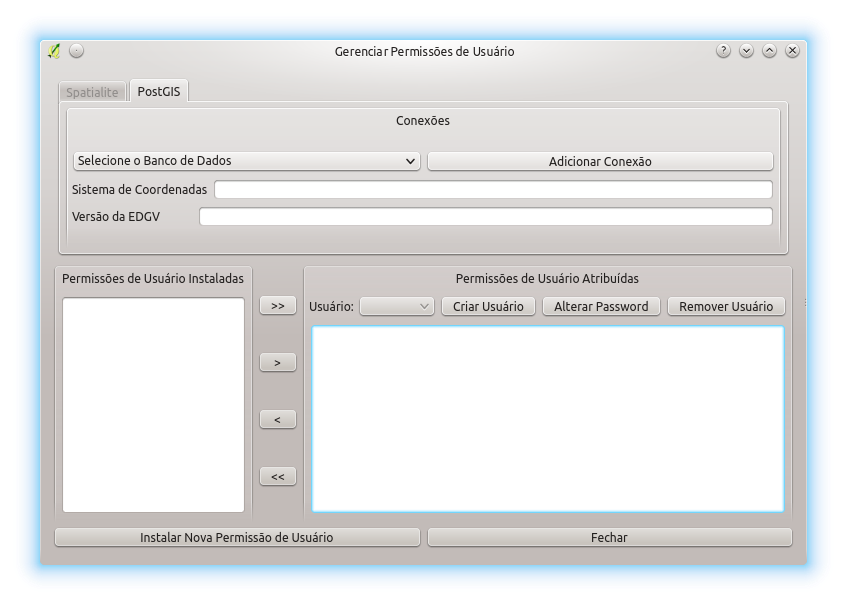 Gerenciar Permissões de Usuário
?
Spatialite PostGIS
Conexões
Selecione o Banco de Dados Adicionar Conexão
Sistema de Coordenadas
Versão da EDGV
Permissões de Usuário Instaladas
Permissões de Usuário Atribuídas
Usuário: Criar Usuário Alterar Password Remover Usuário
>>
>
<
<<
Instalar Nova Permissão de Usuário Fechar